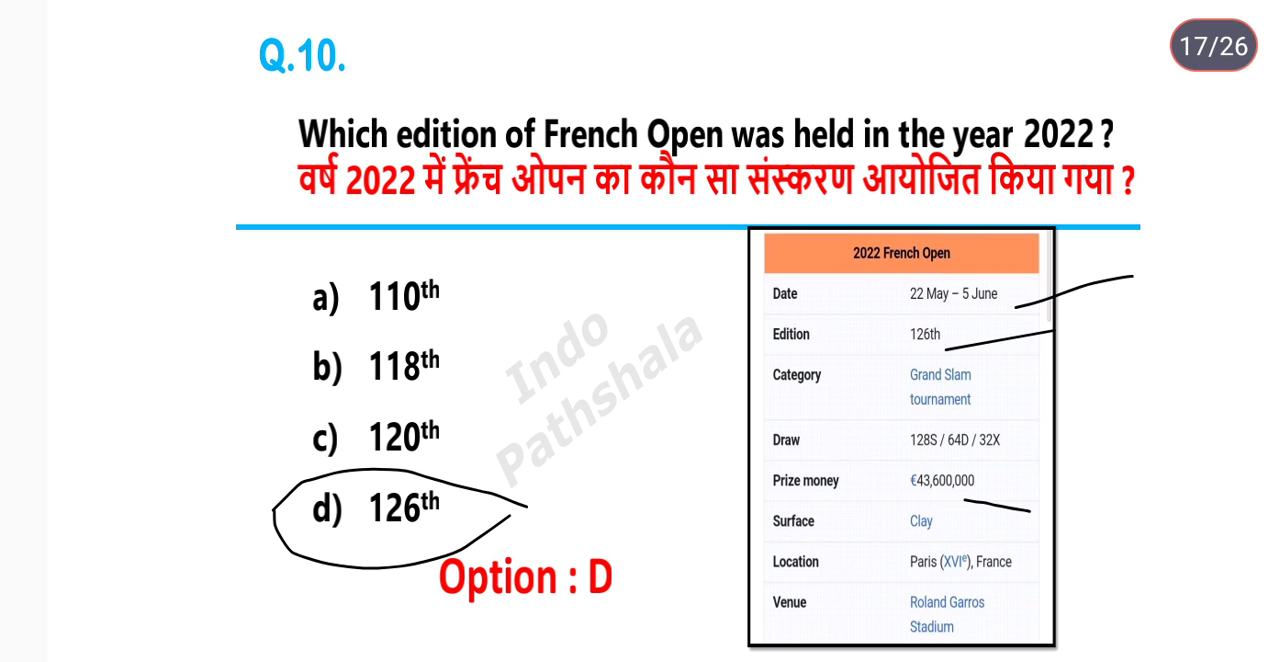 17/26
Q.10.
Which edition of French Open was held in the year 2022 ?
वर्ष 2022 में फ्रेंच ओपन का कौन सा संस्करण आयोजित किया गया ?
a) 110th
b) 118th
c) 120th
d) 126th
Option : D
Indo
Pathshala
2022 French Open
Date 22 May – 5 June
Edition 126th
Category Grand Slam
tournament
Draw 128S / 64D / 32X
Prize money €43,600,000
Surface Clay
Location Paris (XVIe), France
Venue Roland Garros
Stadium